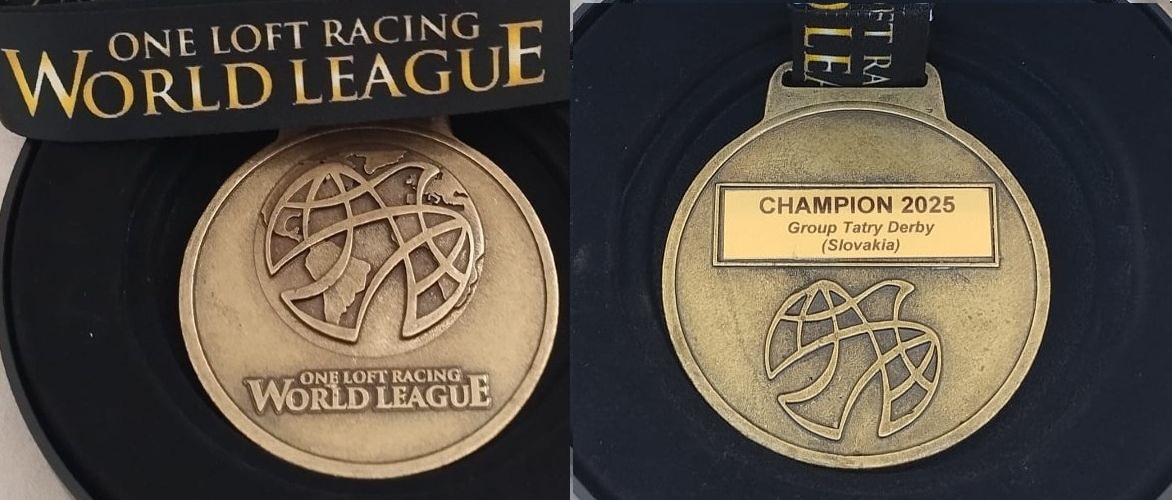 ONE LOFT RACING
WORLD LEAGUE
ONE LOFT RACING
WORLD LEAGUE
CHAMPION 2025
Group Tatry Derby
(Slovakia)